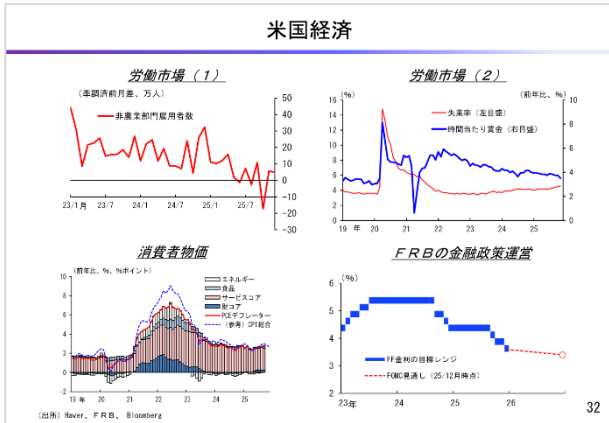 米国経済
労働市場（１）
（季調済前月差、万人）
非農業部門雇用者数
50
40
30
20
10
0
-10
-20
-30
23/1月 23/7 24/1 24/7 25/1 25/7
労働市場（２）
（％）
（前年比、％）
失業率（左目盛）
時間当たり賃金（右目盛）
16
14
12
10
8
6
4
2
0
10
8
6
4
2
0
19 年 20 21 22 23 24 25
消費者物価
（前年比、％、％ポイント）
エネルギー
食品
サービスコア
財コア
PCEデフレーター
（参考）CPI総合
10
8
6
4
2
0
-2
19 年 20 21 22 23 24 25
ＦＲＢの金融政策運営
（％）
6
5
4
3
2
FF金利の目標レンジ
FOMC見通し（25/12月時点）
23年 24 25 26
（出所）Haver、ＦＲＢ、 Bloomberg
32